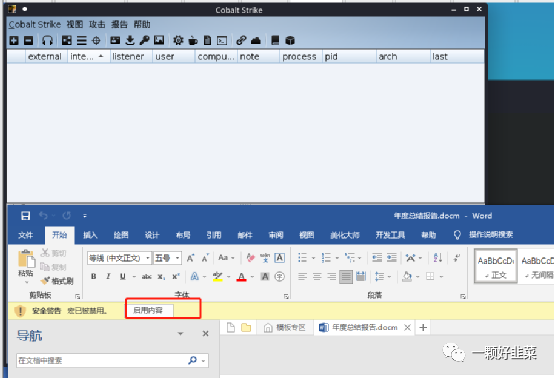 Cobalt Strike
Cobalt Strike 视图 攻击 报告 帮助
external inte... listener user compu... note process pid arch last
年度总结报告.docm - Word
文件 开始 插入 绘图 设计 布局 引用 邮件 审阅 视图 美化大师 开发工具 帮助 操作说明搜索
粘贴 剪切 复制 格式刷
等线 (中文正文) 五号 A A Aa
B I U abc x₂ x² A A A
AaBbCcDc AaBbCcDc
正文 无间隔
剪贴板 字体 段落
安全警告 宏已被禁用。 启用内容
导航
模板专区 年度总结报告.docm
在文档中搜索
一颗好韭菜